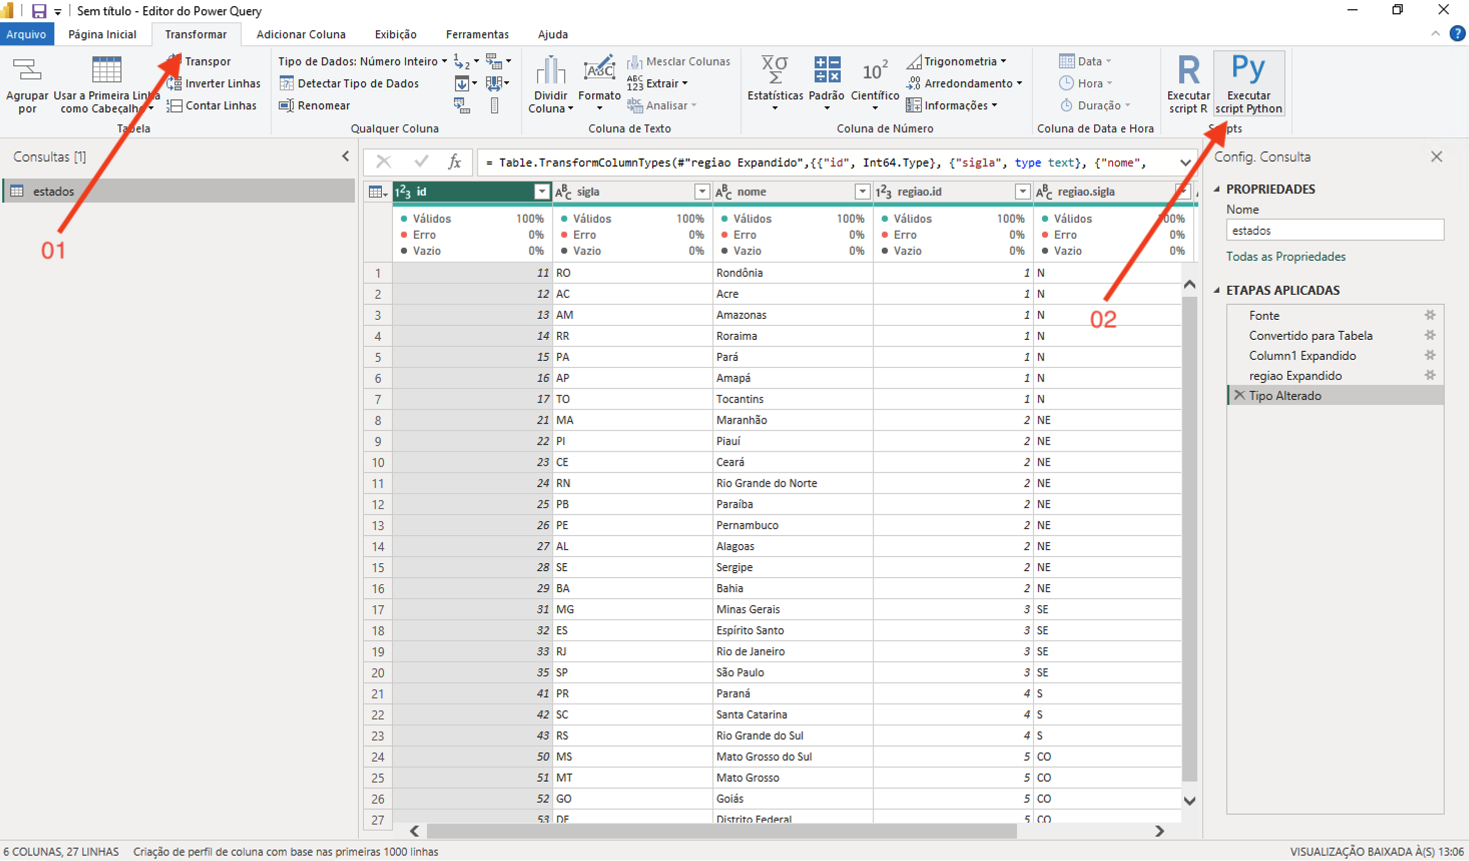 Sem título - Editor do Power Query
Arquivo Página Inicial Transformar Adicionar Coluna Exibição Ferramentas Ajuda
Agrupar por
Usar a Primeira Linha como Cabeçalho
Transpor
Inverter Linhas
Contar Linhas
Tabela
Tipo de Dados: Número Inteiro
Detectar Tipo de Dados
Renomear
1 2
Qualquer Coluna
Dividir Coluna
ABC
Formato
Mesclar Colunas
ABC 123 Extrair
abc Analisar
Coluna de Texto
XΣσ
Estatísticas
Padrão
10²
Científico
Trigonometria
.00 Arredondamento
Informações
Coluna de Número
Data
Hora
Duração
Coluna de Data e Hora
R
Executar script R
Py
Executar script Python
Consultas [1]
estados
01
fx = Table.TransformColumnTypes(#"regiao Expandido",{{"id", Int64.Type}, {"sigla", type text}, {"nome",
1²3 id ABC sigla ABC nome 1²3 regiao.id ABC regiao.sigla
Válidos 100% Válidos 100% Válidos 100% Válidos 100% Válidos 100%
Erro 0% Erro 0% Erro 0% Erro 0% Erro 0%
Vazio 0% Vazio 0% Vazio 0% Vazio 0% Vazio 0%
1 11 RO Rondônia 1 N
2 12 AC Acre 1 N
3 13 AM Amazonas 1 N
4 14 RR Roraima 1 N
5 15 PA Pará 1 N
6 16 AP Amapá 1 N
7 17 TO Tocantins 1 N
8 21 MA Maranhão 2 NE
9 22 PI Piauí 2 NE
10 23 CE Ceará 2 NE
11 24 RN Rio Grande do Norte 2 NE
12 25 PB Paraíba 2 NE
13 26 PE Pernambuco 2 NE
14 27 AL Alagoas 2 NE
15 28 SE Sergipe 2 NE
16 29 BA Bahia 2 NE
17 31 MG Minas Gerais 3 SE
18 32 ES Espírito Santo 3 SE
19 33 RJ Rio de Janeiro 3 SE
20 35 SP São Paulo 3 SE
21 41 PR Paraná 4 S
22 42 SC Santa Catarina 4 S
23 43 RS Rio Grande do Sul 4 S
24 50 MS Mato Grosso do Sul 5 CO
25 51 MT Mato Grosso 5 CO
26 52 GO Goiás 5 CO
27 53 DF Distrito Federal 5 CO
02
Config. Consulta
PROPRIEDADES
Nome
estados
Todas as Propriedades
ETAPAS APLICADAS
Fonte
Convertido para Tabela
Column1 Expandido
regiao Expandido
Tipo Alterado
6 COLUNAS, 27 LINHAS Criação de perfil de coluna com base nas primeiras 1000 linhas
VISUALIZAÇÃO BAIXADA À(S) 13:06